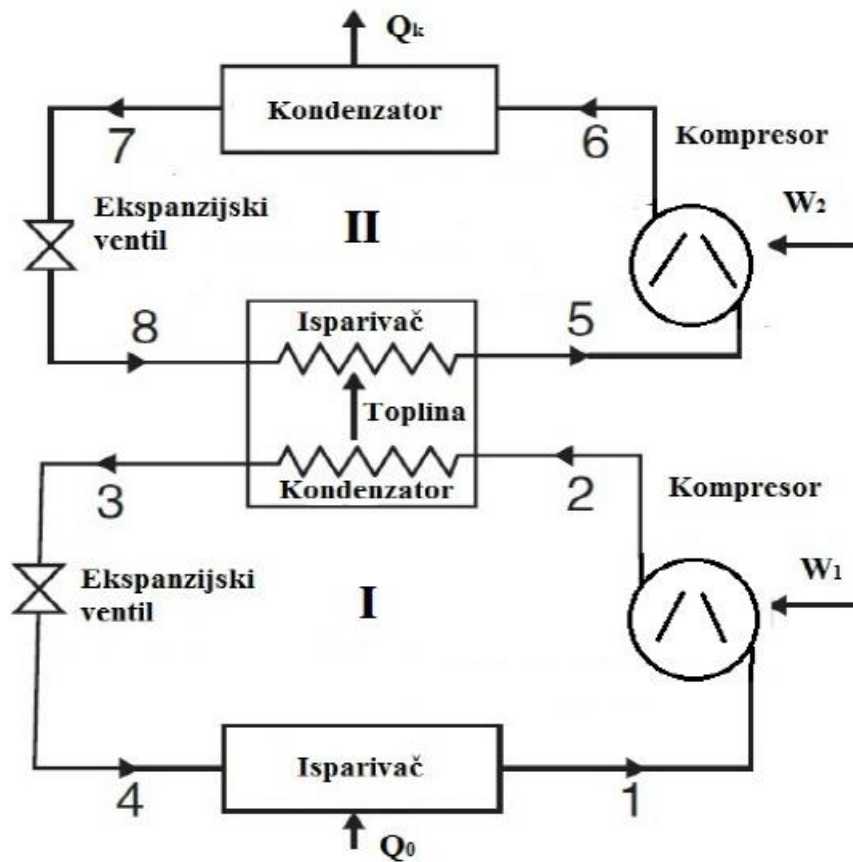 Qk
Kondenzator
7
6
Kompresor
Ekspanzijski
ventil
II
W2
Isparivač
8
5
Toplina
Kondenzator
3
2
Kompresor
Ekspanzijski
ventil
I
W1
Isparivač
4
1
Q0